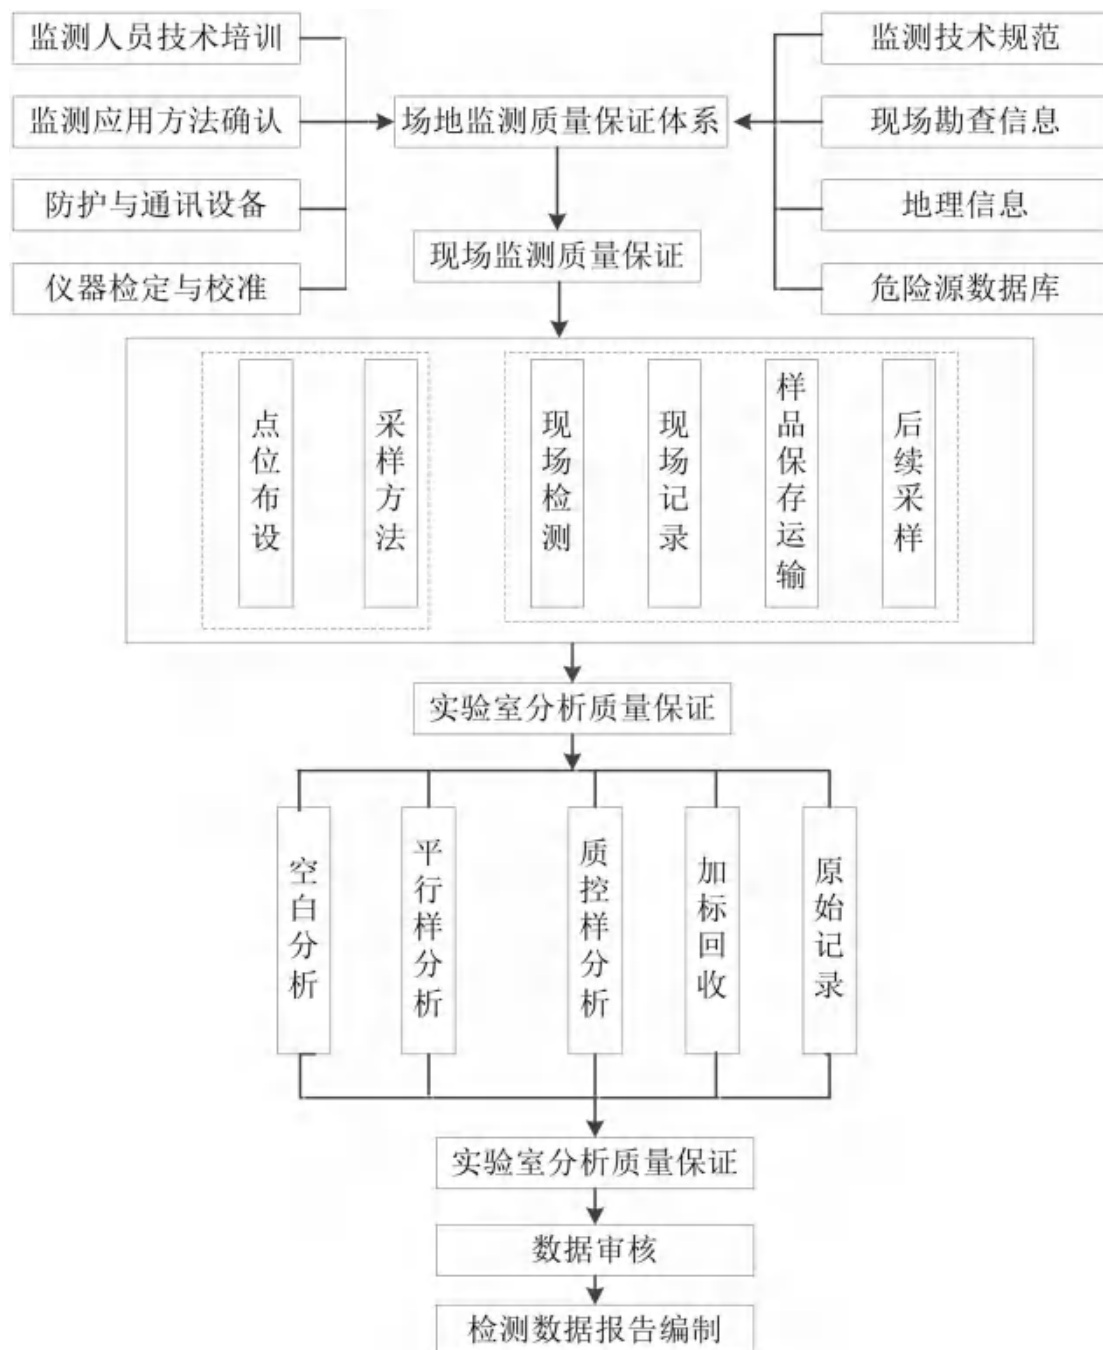 监测人员技术培训
监测应用方法确认
防护与通讯设备
仪器检定与校准
场地监测质量保证体系
监测技术规范
现场勘查信息
地理信息
危险源数据库
现场监测质量保证
点位布设
采样方法
现场检测
现场记录
样品保存运输
后续采样
实验室分析质量保证
空白分析
平行样分析
质控样分析
加标回收
原始记录
实验室分析质量保证
数据审核
检测数据报告编制